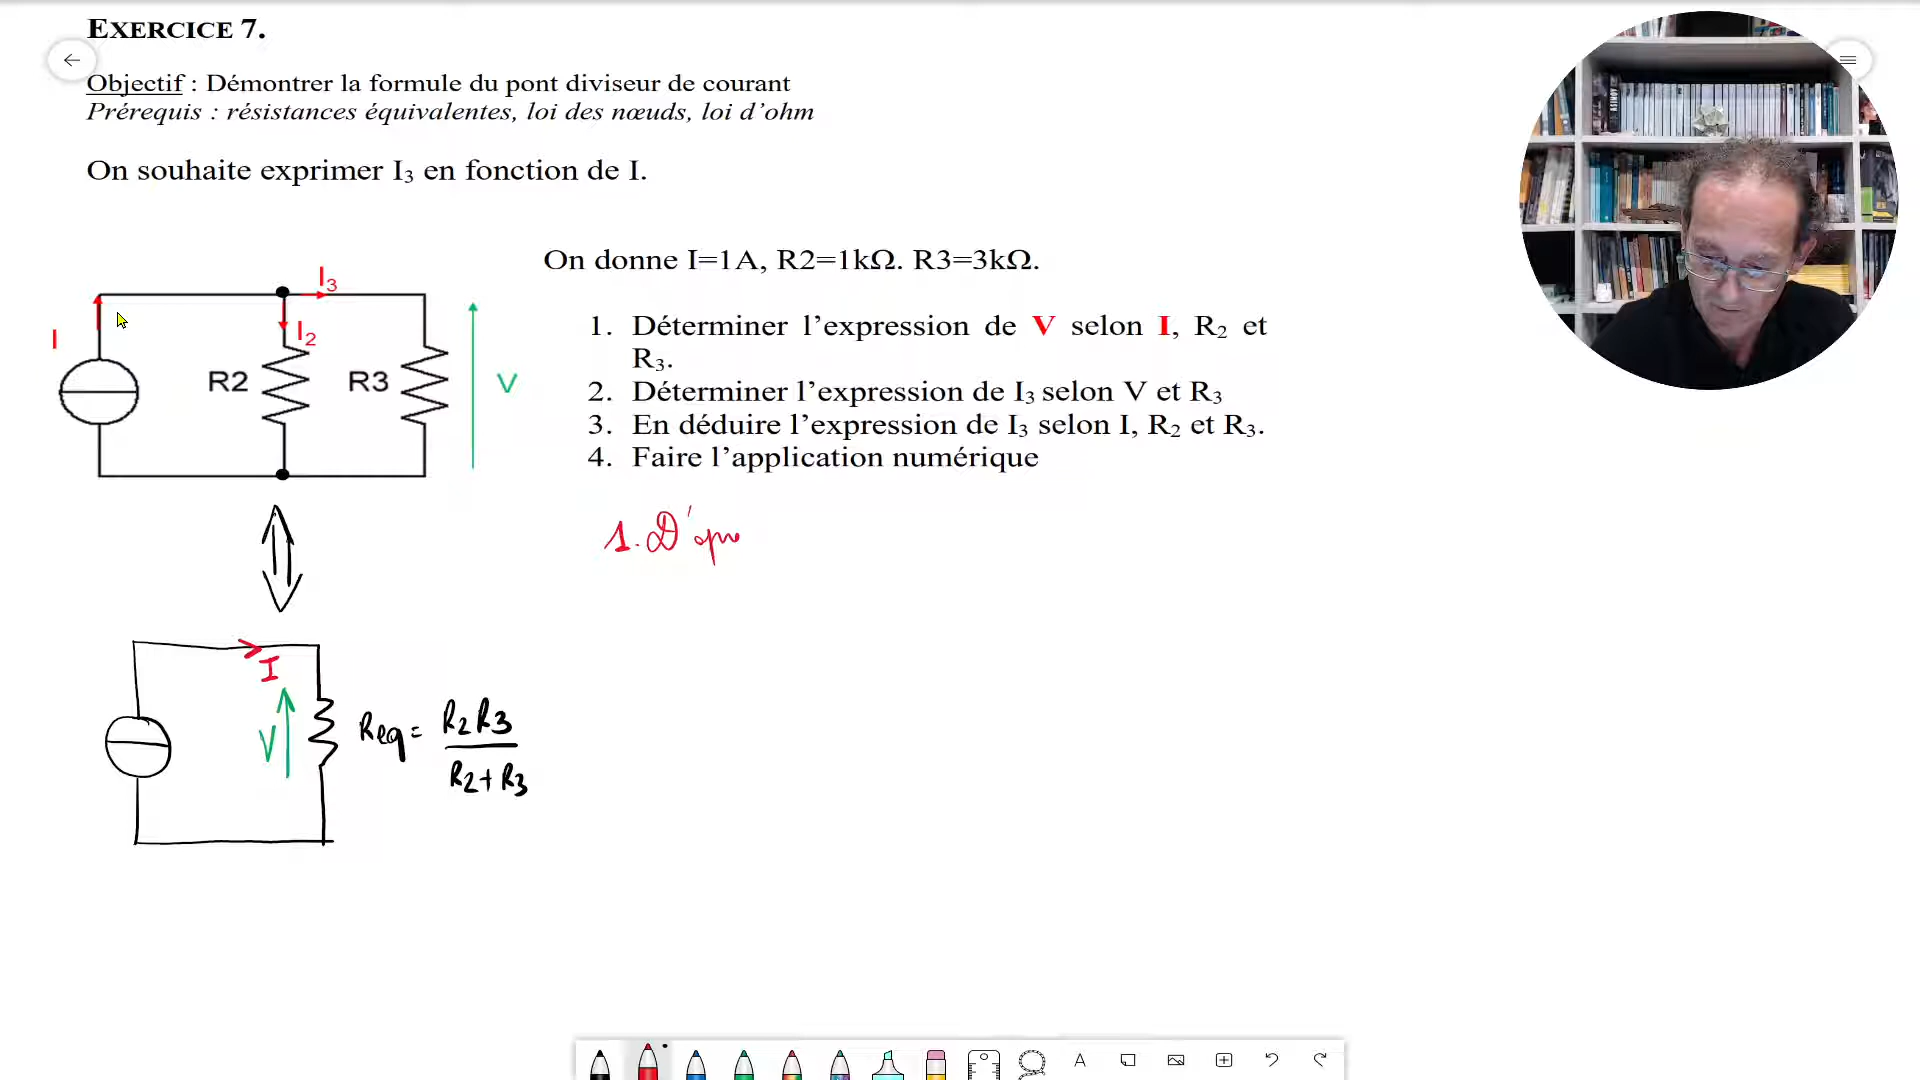 EXERCICE 7.
Objectif : Démontrer la formule du pont diviseur de courant
Prérequis : résistances équivalentes, loi des nœuds, loi d’ohm
On souhaite exprimer I₃ en fonction de I.
On donne I=1A, R2=1kΩ. R3=3kΩ.
1. Déterminer l’expression de V selon I, R₂ et
R₃.
2. Déterminer l’expression de I₃ selon V et R₃
3. En déduire l’expression de I₃ selon I, R₂ et R₃.
4. Faire l’application numérique
I
I₃
I₂
R2
R3
V
1. D'apre
I
V
Req = R2R3
R2+R3
A